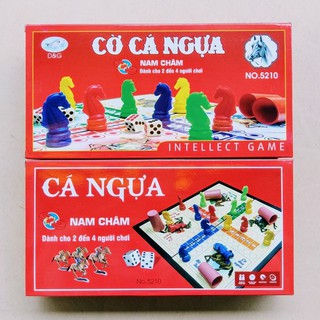 D&G
CỜ CÁ NGỰA
NAM CHÂM
Dành cho 2 đến 4 người chơi
NO.5210
INTELLECT GAME
CÁ NGỰA
NAM CHÂM
Dành cho 2 đến 4 người chơi
No.5210